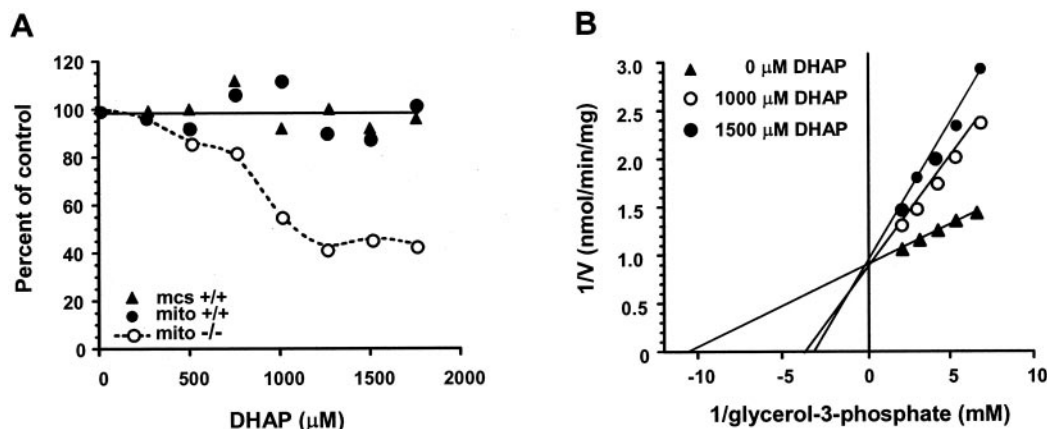 A
120
100
80
60
40
20
0
Percent of control
mcs +/+
mito +/+
mito -/-
0 500 1000 1500 2000
DHAP (μM)
B
0 μM DHAP
1000 μM DHAP
1500 μM DHAP
3.0
2.5
2.0
1.5
1.0
0.5
0
1/V (nmol/min/mg)
-10 -5 0 5 10
1/glycerol-3-phosphate (mM)